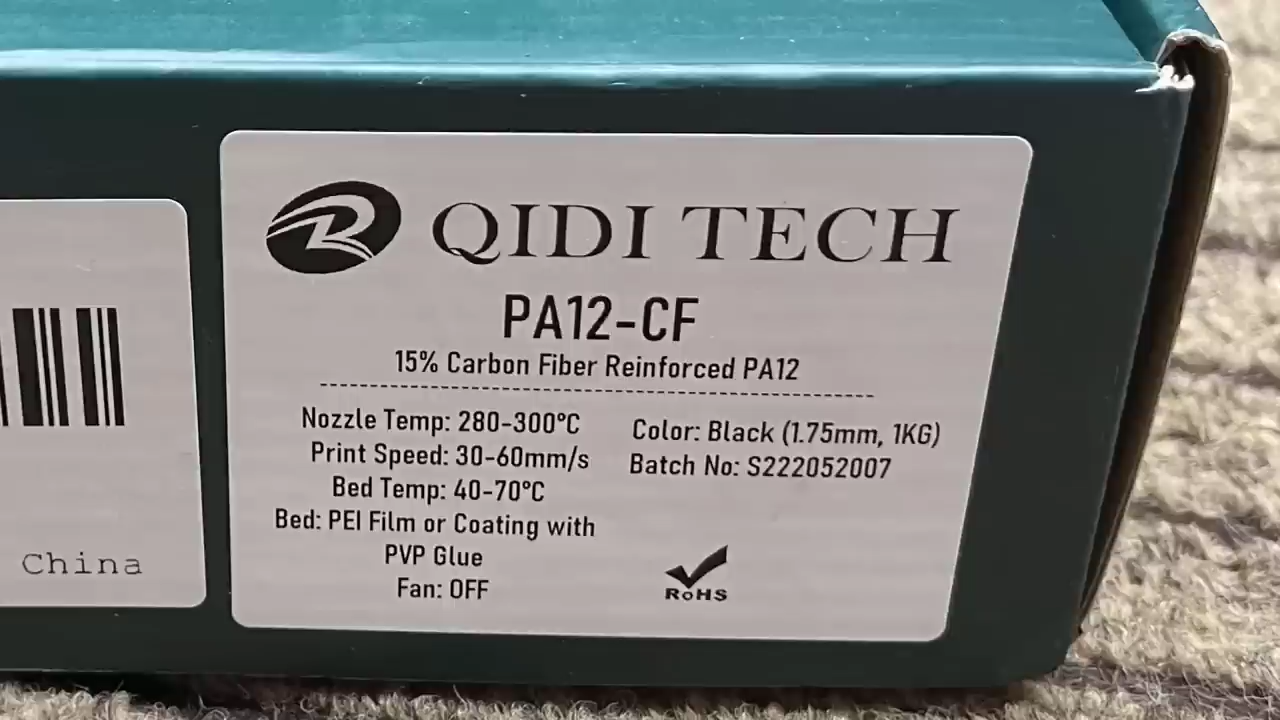 QIDI TECH
PA12-CF
15% Carbon Fiber Reinforced PA12
Nozzle Temp: 280-300°C
Print Speed: 30-60mm/s
Bed Temp: 40-70°C
Bed: PEI Film or Coating with
PVP Glue
Fan: OFF
Color: Black (1.75mm, 1KG)
Batch No: S222052007
RoHS
China